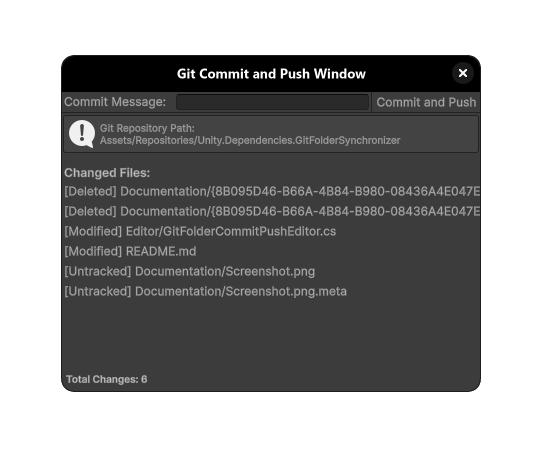 Git Commit and Push Window
Commit Message:
Commit and Push
Git Repository Path:
Assets/Repositories/Unity.Dependencies.GitFolderSynchronizer
Changed Files:
[Deleted] Documentation/{8B095D46-B66A-4B84-B980-08436A4E047E
[Deleted] Documentation/{8B095D46-B66A-4B84-B980-08436A4E047E
[Modified] Editor/GitFolderCommitPushEditor.cs
[Modified] README.md
[Untracked] Documentation/Screenshot.png
[Untracked] Documentation/Screenshot.png.meta
Total Changes: 6